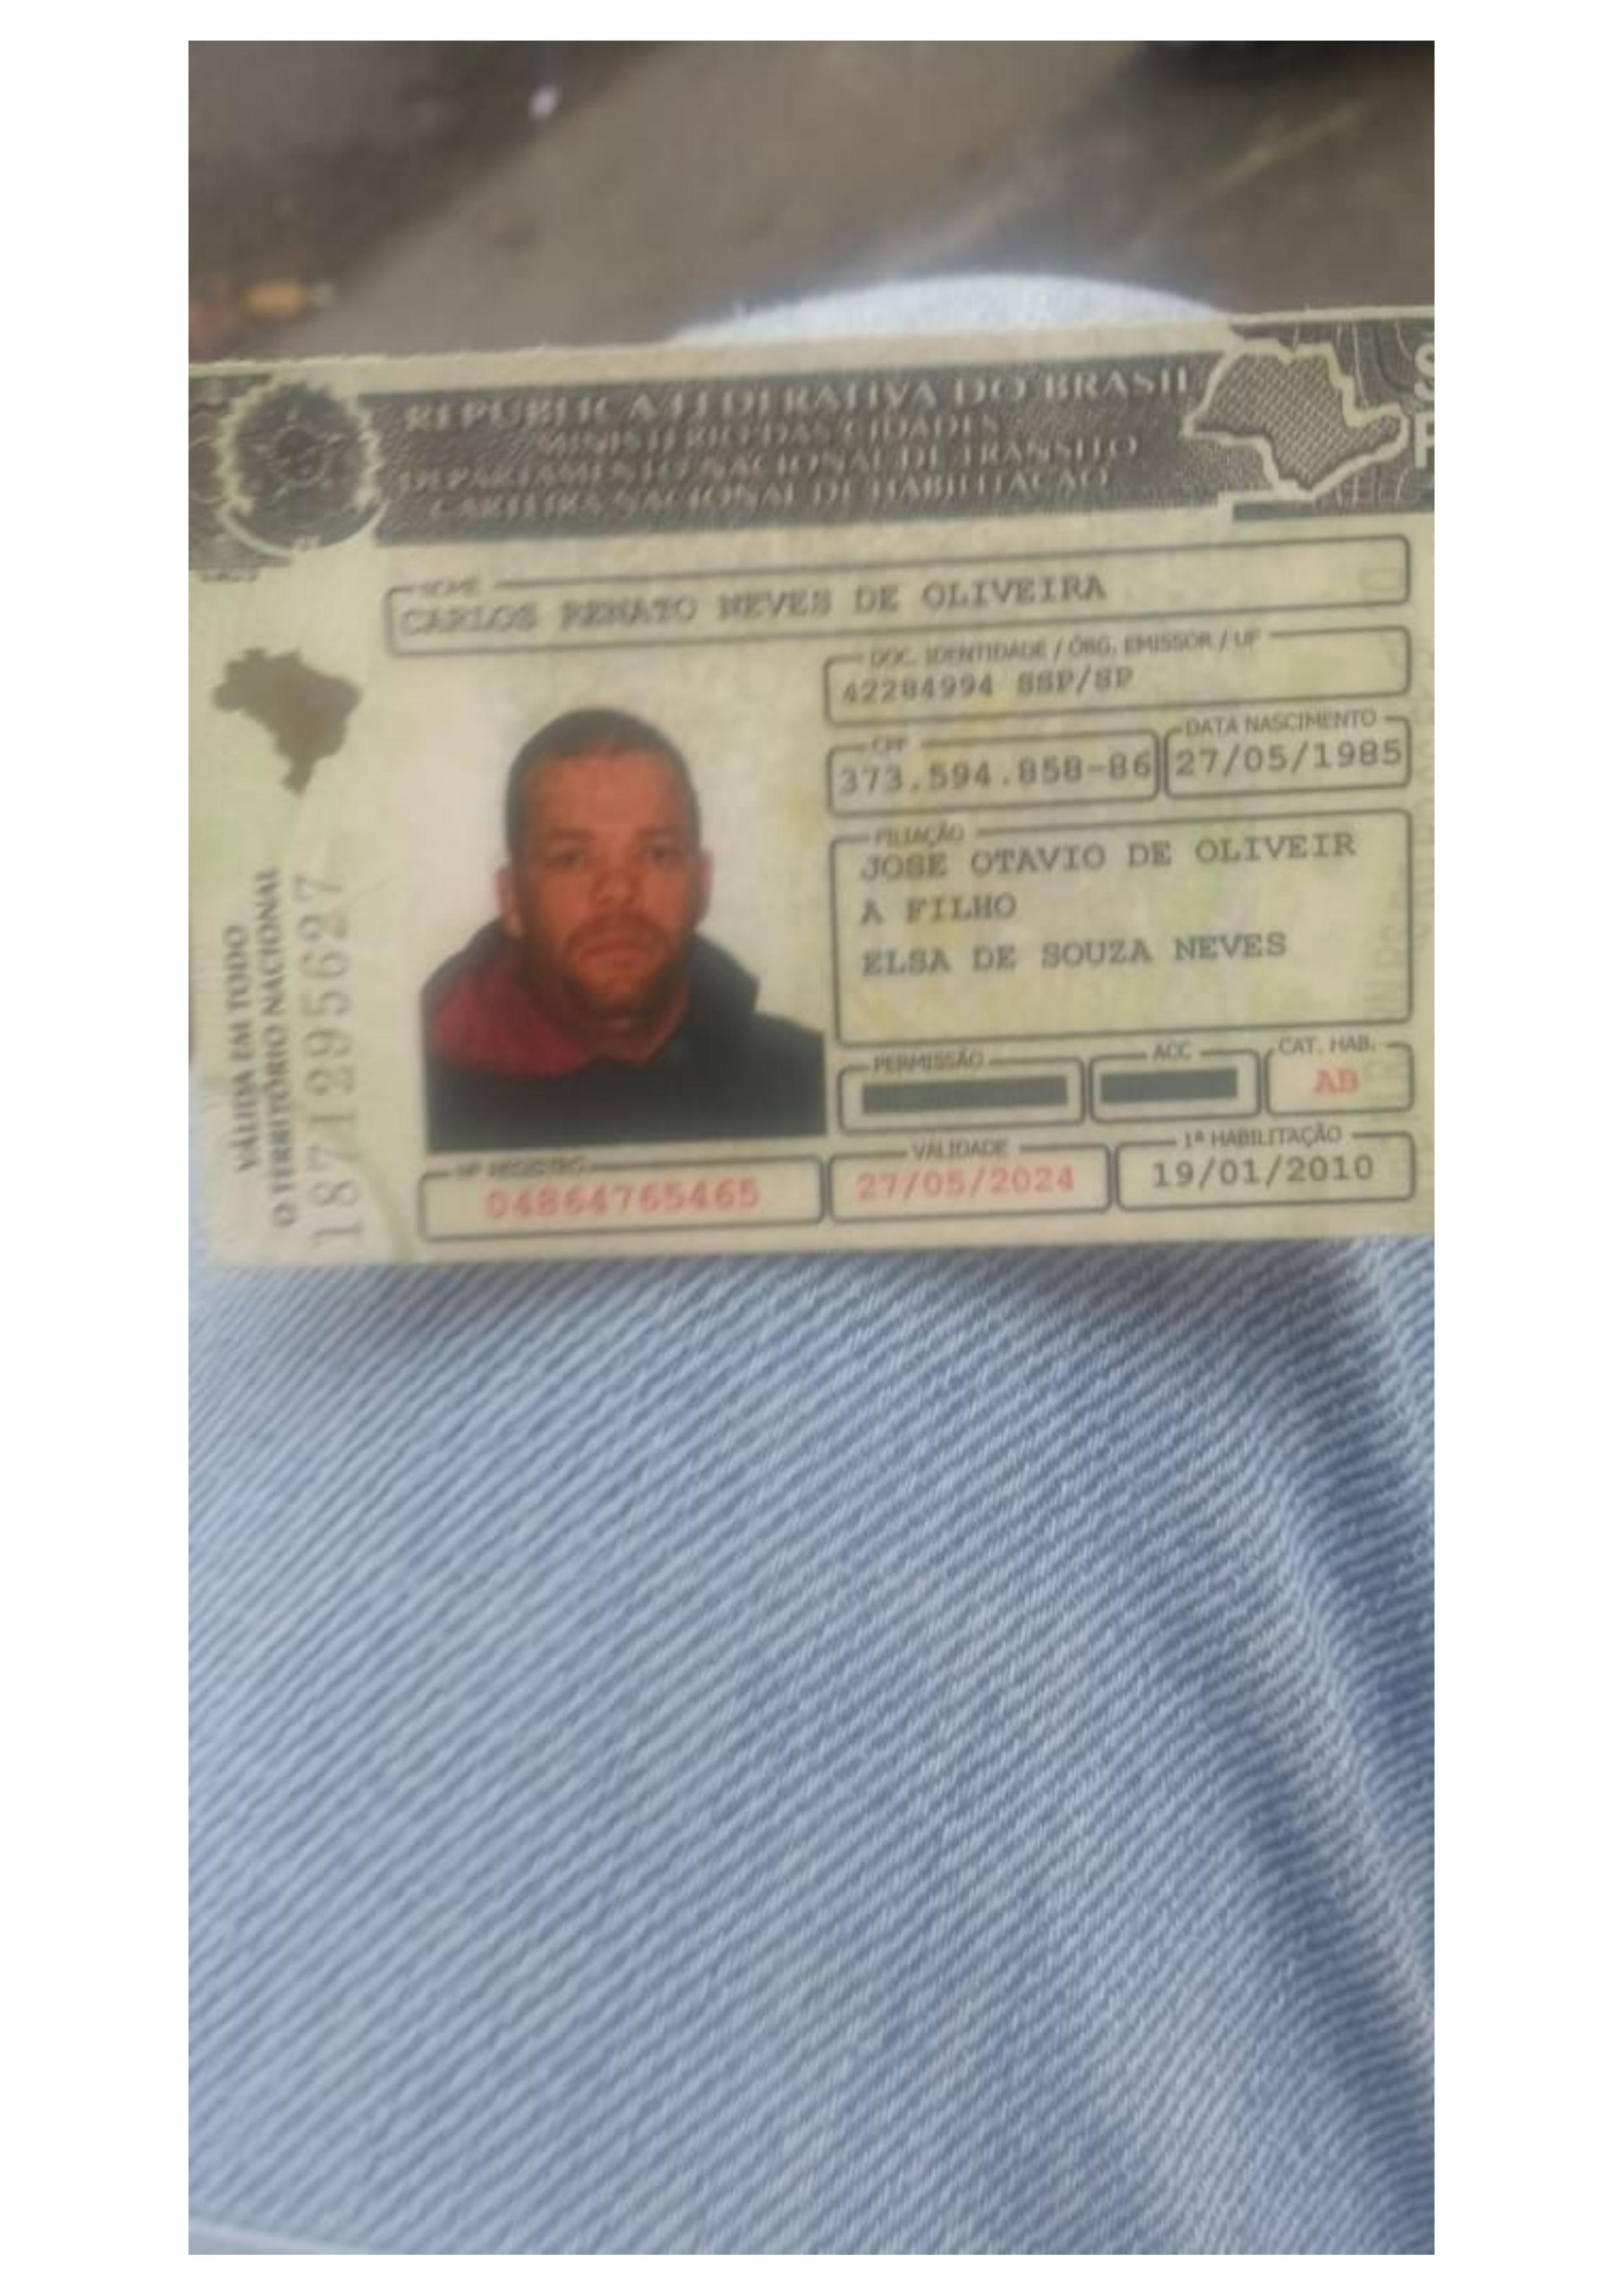 REPÚBLICA FEDERATIVA DO BRASIL
MINISTÉRIO DAS CIDADES
DEPARTAMENTO NACIONAL DE TRÂNSITO
CARTEIRA NACIONAL DE HABILITAÇÃO
NOME
CARLOS RENATO NEVES DE OLIVEIRA
DOC. IDENTIDADE / ÓRG. EMISSOR / UF
42284994 SSP/SP
CPF
373.594.858-86
DATA NASCIMENTO
27/05/1985
FILIAÇÃO
JOSE OTAVIO DE OLIVEIR
A FILHO
ELSA DE SOUZA NEVES
PERMISSÃO
ACC
CAT. HAB.
AB
Nº REGISTRO
04864765465
VALIDADE
27/05/2024
1ª HABILITAÇÃO
19/01/2010
VÁLIDA EM TODO
O TERRITÓRIO NACIONAL
1871295627